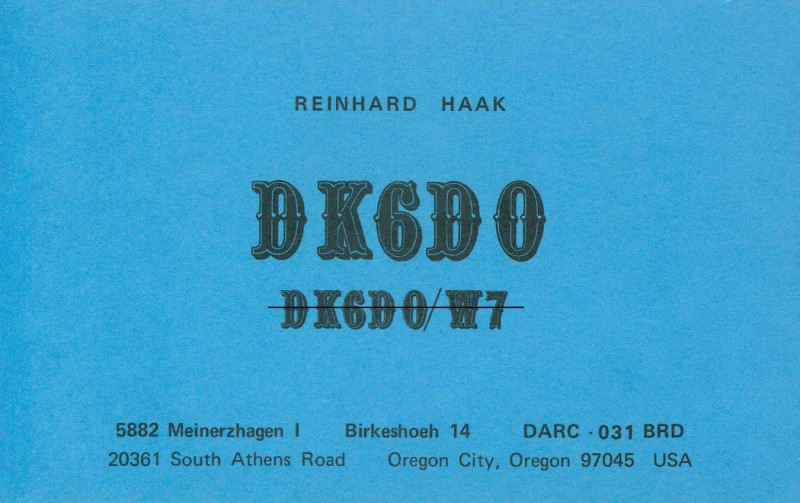 REINHARD HAAK
DK6DO
DK6DO/W7
5882 Meinerzhagen I Birkeshoeh 14 DARC · 031 BRD
20361 South Athens Road Oregon City, Oregon 97045 USA